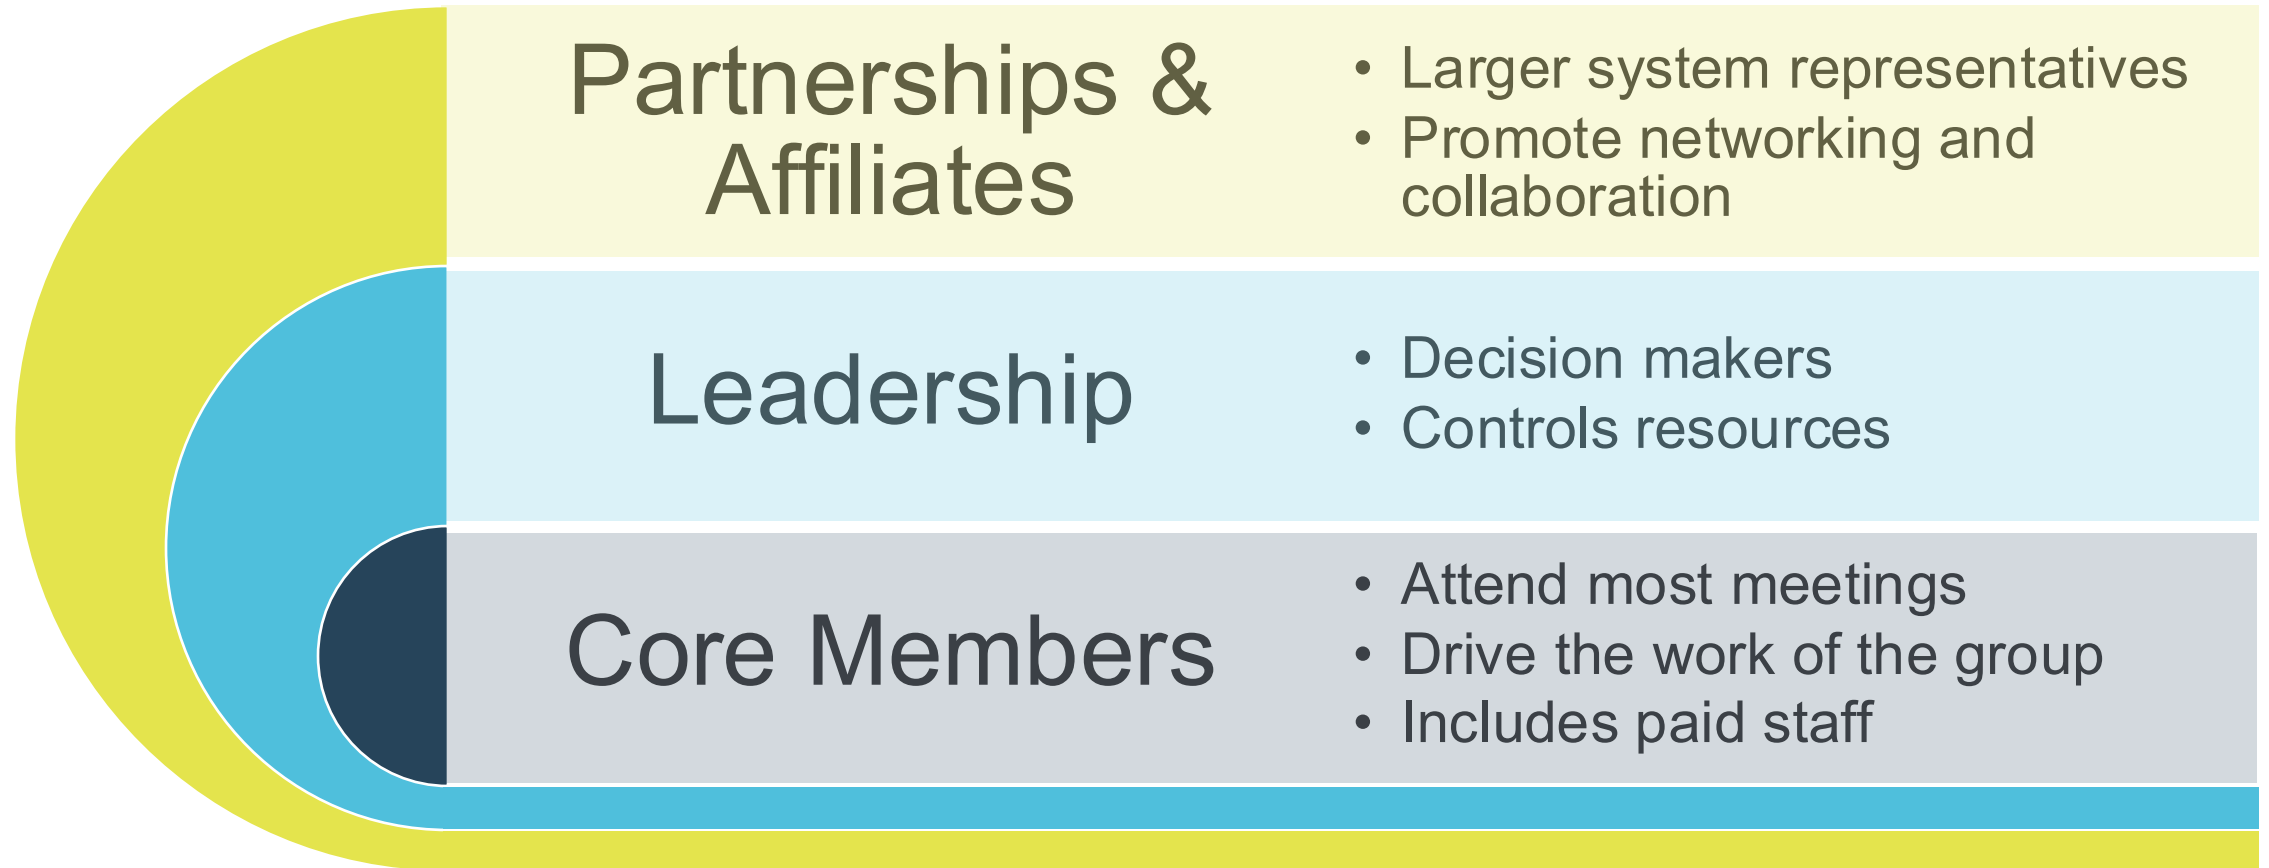 Partnerships &
Affiliates
• Larger system representatives
• Promote networking and
collaboration
Leadership
• Decision makers
• Controls resources
Core Members
• Attend most meetings
• Drive the work of the group
• Includes paid staff